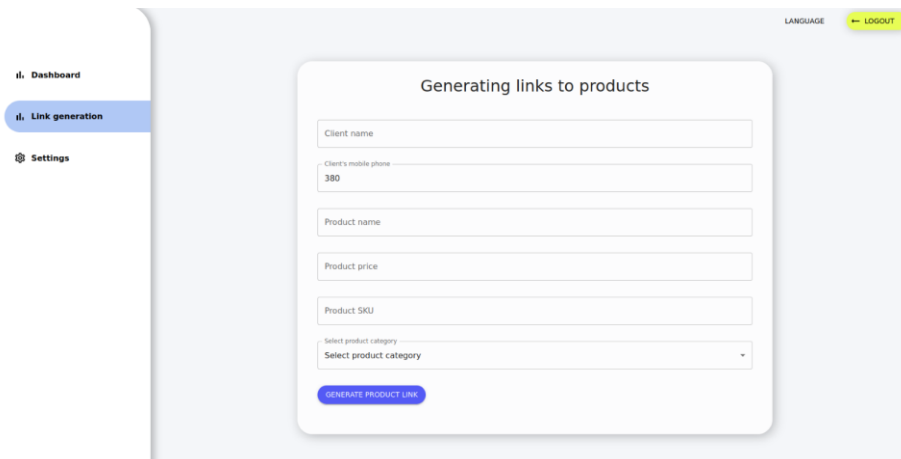 LANGUAGE
LOGOUT
Dashboard
Link generation
Settings
Generating links to products
Client name
Client's mobile phone
380
Product name
Product price
Product SKU
Select product category
Select product category
GENERATE PRODUCT LINK